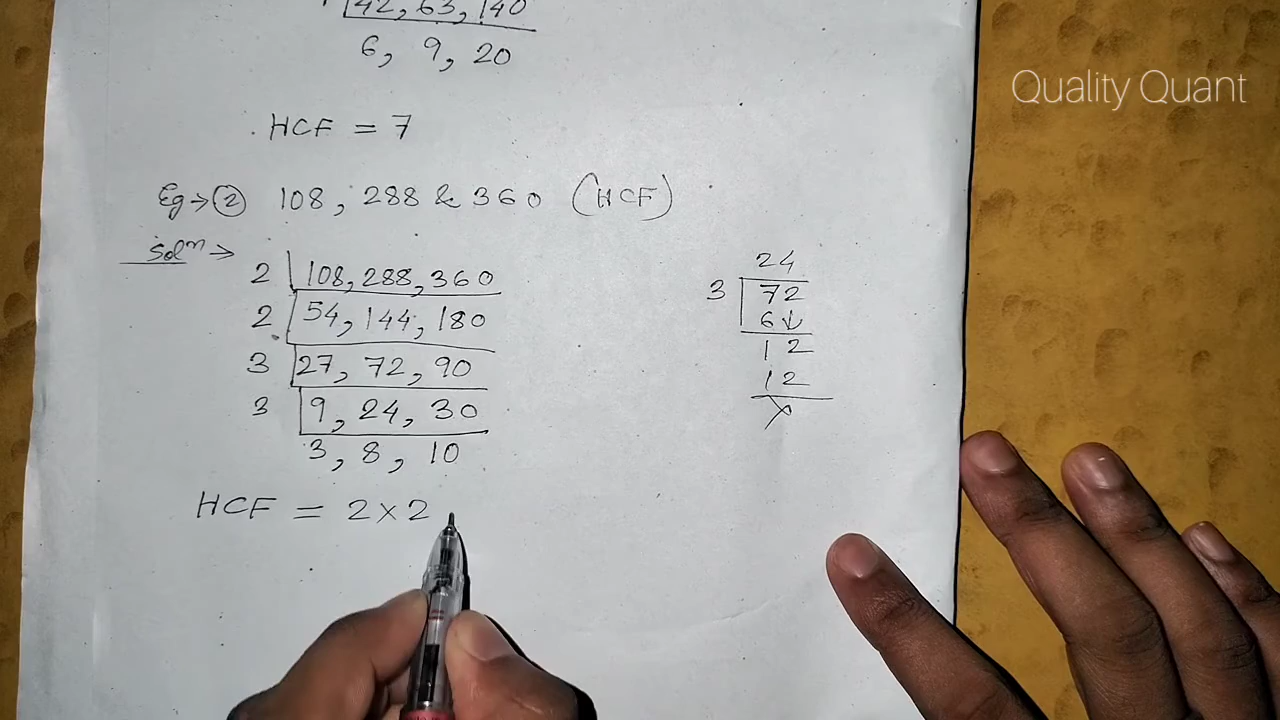 42, 63, 140
6, 9, 20
Quality Quant
HCF = 7
Eg → ② 108, 288 & 360 (HCF)
Solⁿ →
2 108, 288, 360
2 54, 144, 180
3 27, 72, 90
3 9, 24, 30
3, 8, 10
24
3 72
6↓
12
12
×
HCF = 2 × 2